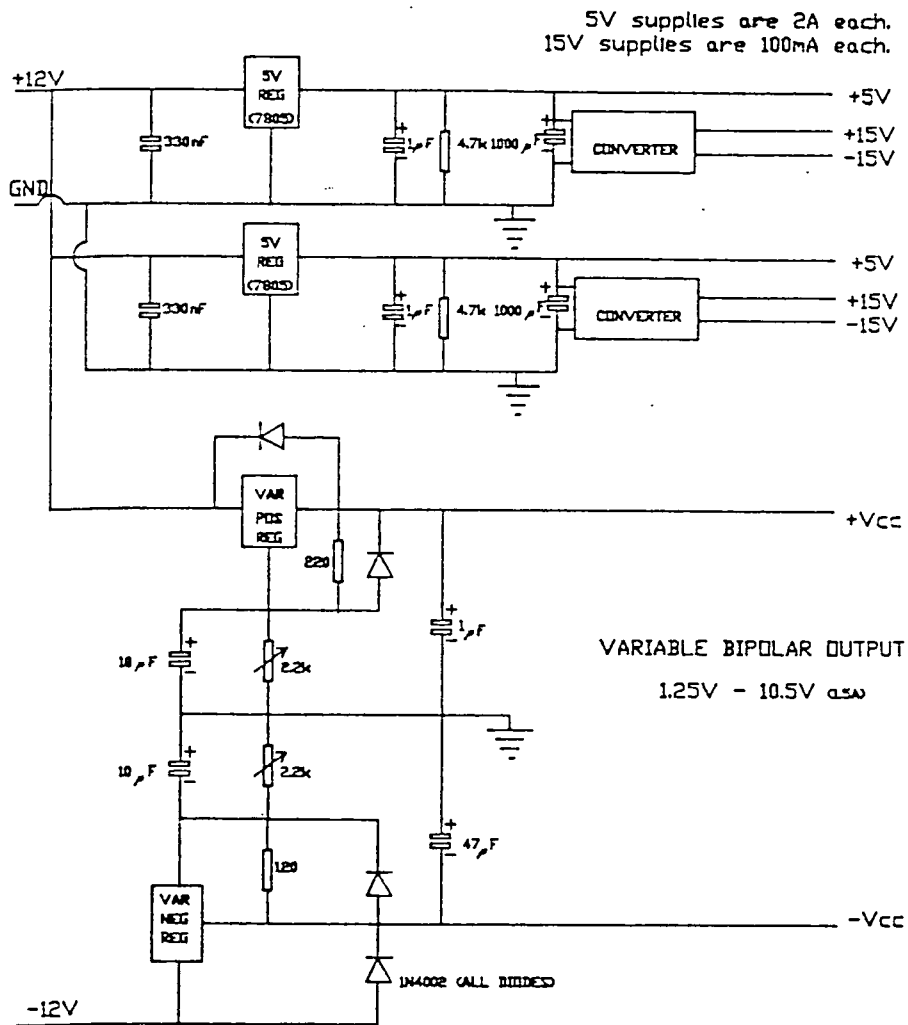 5V supplies are 2A each.
15V supplies are 100mA each.
+12V
5V
REG
(7805)
330nF
+
1µF
-
4.7k
1000µF
+
-
CONVERTER
+5V
+15V
-15V
GND
5V
REG
(7805)
330nF
+
1µF
-
4.7k
1000µF
+
-
CONVERTER
+5V
+15V
-15V
VAR
POS
REG
+Vcc
220
+
10µF
-
2.2k
+
1µF
-
VARIABLE BIPOLAR OUTPUT
1.25V - 10.5V (1.5A)
+
10µF
-
2.2k
120
+
47µF
-
VAR
NEG
REG
-Vcc
1N4002 (ALL DIODES)
-12V